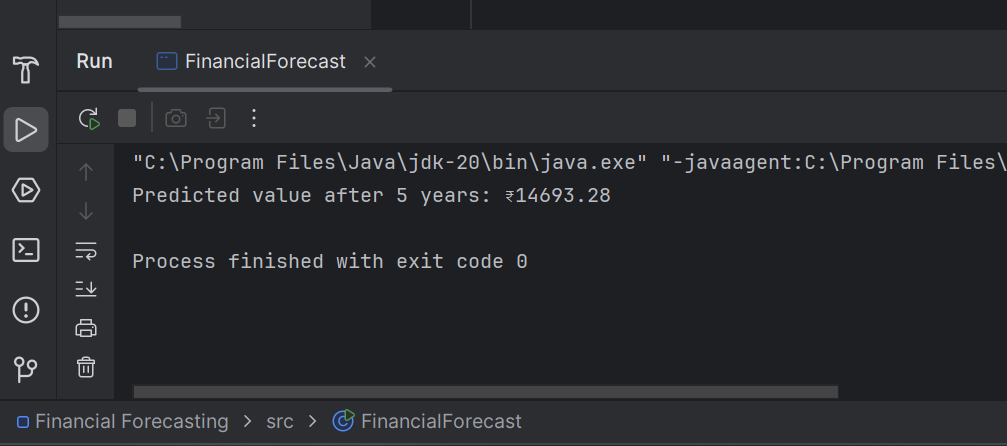 Run FinancialForecast
"C:\Program Files\Java\jdk-20\bin\java.exe" "-javaagent:C:\Program Files\
Predicted value after 5 years: ₹14693.28
Process finished with exit code 0
Financial Forecasting > src > FinancialForecast